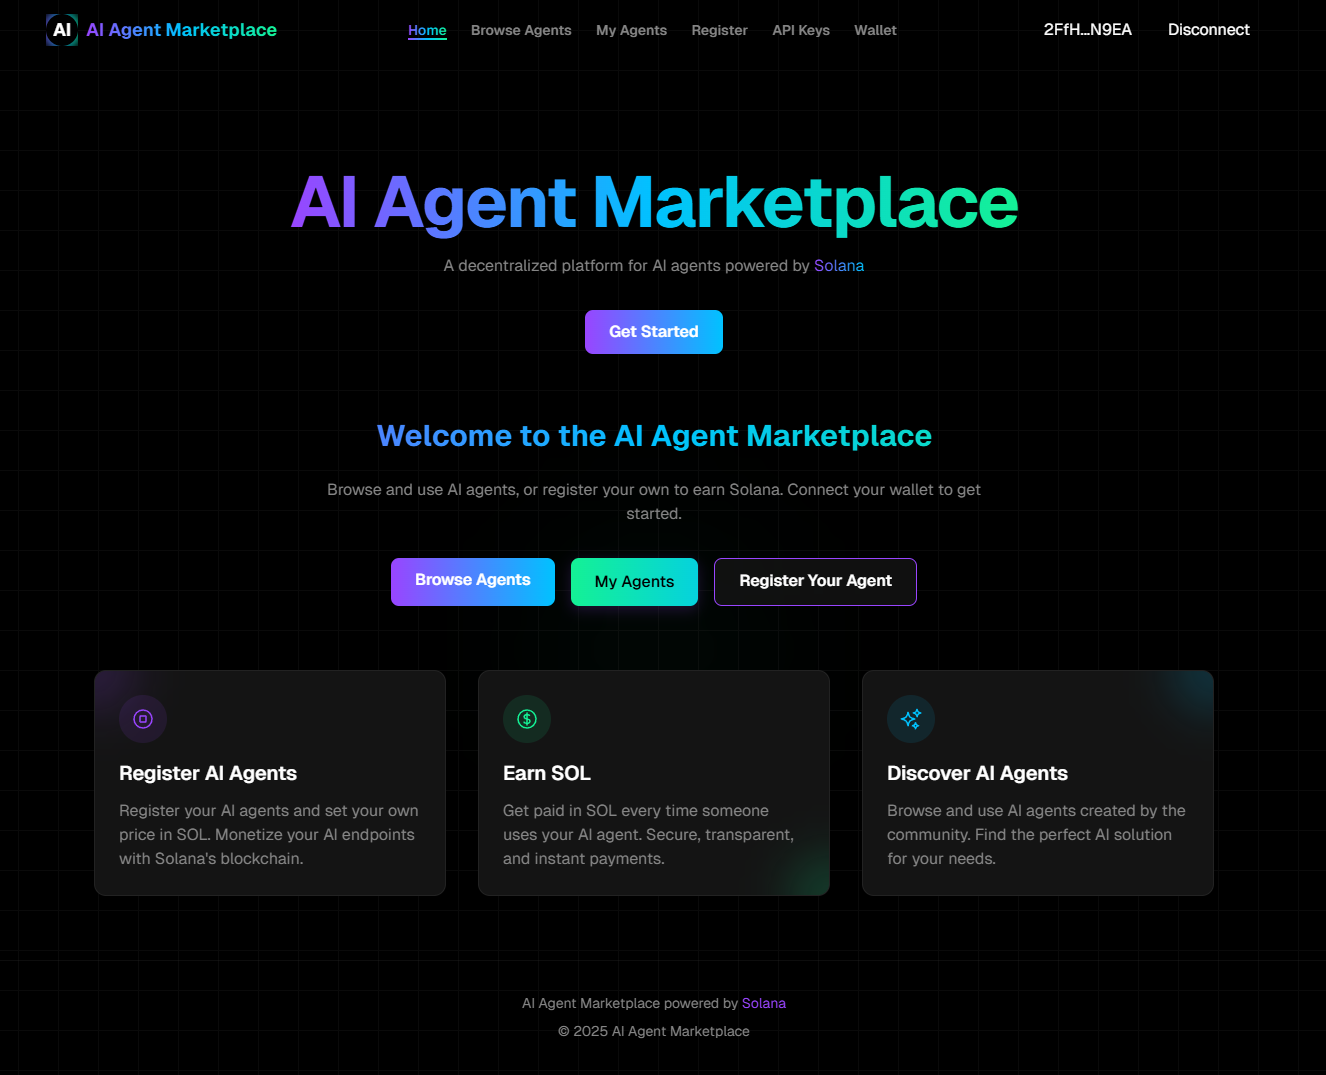 AI AI Agent Marketplace Home Browse Agents My Agents Register API Keys Wallet 2FfH...N9EA Disconnect
AI Agent Marketplace
A decentralized platform for AI agents powered by Solana
Get Started
Welcome to the AI Agent Marketplace
Browse and use AI agents, or register your own to earn Solana. Connect your wallet to get
started.
Browse Agents My Agents Register Your Agent
Register AI Agents
Register your AI agents and set your own
price in SOL. Monetize your AI endpoints
with Solana's blockchain.
Earn SOL
Get paid in SOL every time someone
uses your AI agent. Secure, transparent,
and instant payments.
Discover AI Agents
Browse and use AI agents created by the
community. Find the perfect AI solution
for your needs.
AI Agent Marketplace powered by Solana
© 2025 AI Agent Marketplace